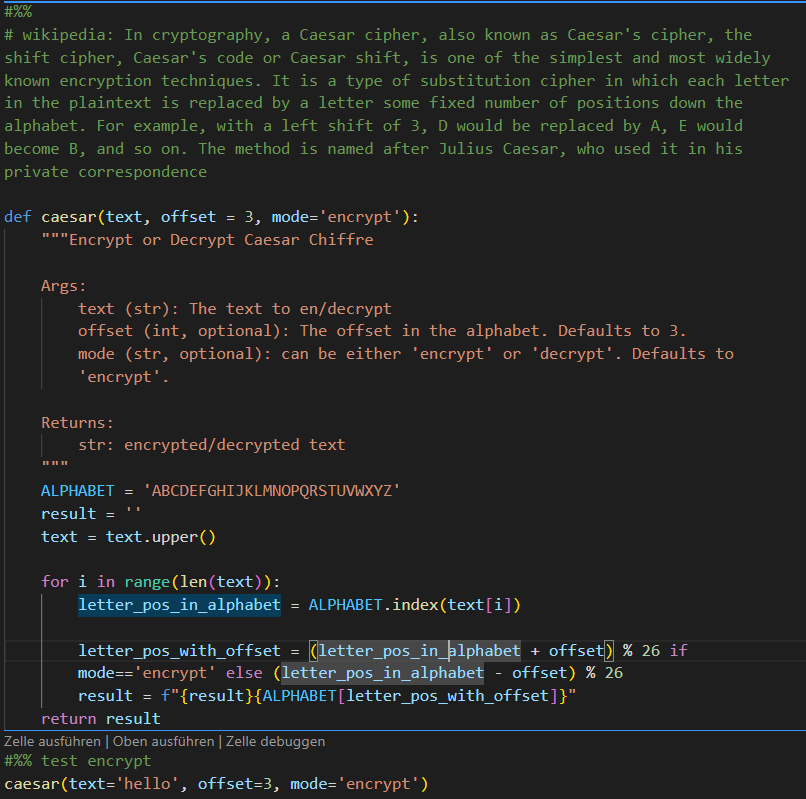 #%%
# wikipedia: In cryptography, a Caesar cipher, also known as Caesar's cipher, the
shift cipher, Caesar's code or Caesar shift, is one of the simplest and most widely
known encryption techniques. It is a type of substitution cipher in which each letter
in the plaintext is replaced by a letter some fixed number of positions down the
alphabet. For example, with a left shift of 3, D would be replaced by A, E would
become B, and so on. The method is named after Julius Caesar, who used it in his
private correspondence
def caesar(text, offset = 3, mode='encrypt'):
    """Encrypt or Decrypt Caesar Chiffre
    Args:
        text (str): The text to en/decrypt
        offset (int, optional): The offset in the alphabet. Defaults to 3.
        mode (str, optional): can be either 'encrypt' or 'decrypt'. Defaults to
        'encrypt'.
    Returns:
        str: encrypted/decrypted text
    """
    ALPHABET = 'ABCDEFGHIJKLMNOPQRSTUVWXYZ'
    result = ''
    text = text.upper()
    for i in range(len(text)):
        letter_pos_in_alphabet = ALPHABET.index(text[i])
        letter_pos_with_offset = (letter_pos_in_alphabet + offset) % 26 if
        mode=='encrypt' else (letter_pos_in_alphabet - offset) % 26
        result = f"{result}{ALPHABET[letter_pos_with_offset]}"
    return result
Zelle ausführen | Oben ausführen | Zelle debuggen
#%% test encrypt
caesar(text='hello', offset=3, mode='encrypt')